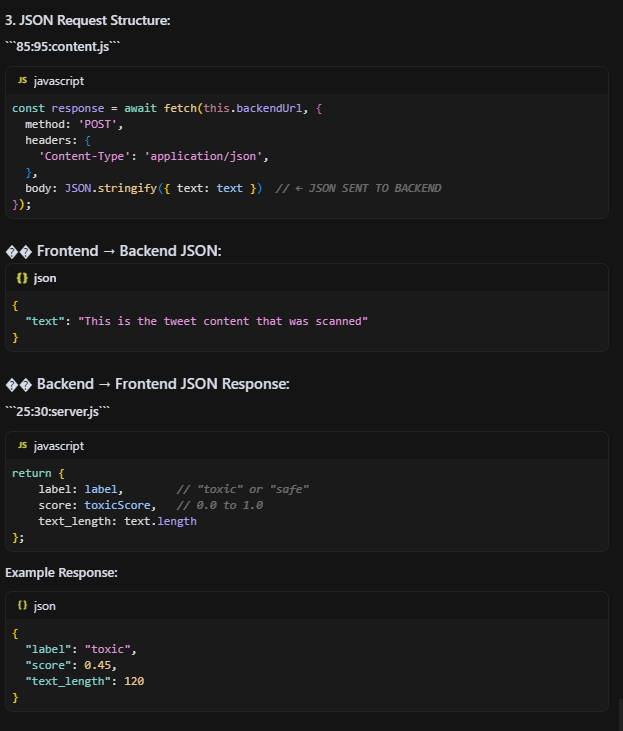 3. JSON Request Structure:
```85:95:content.js```
JS javascript
const response = await fetch(this.backendUrl, {
  method: 'POST',
  headers: {
    'Content-Type': 'application/json',
  },
  body: JSON.stringify({ text: text })  // ← JSON SENT TO BACKEND
});
�� Frontend → Backend JSON:
{} json
{
  "text": "This is the tweet content that was scanned"
}
�� Backend → Frontend JSON Response:
```25:30:server.js```
JS javascript
return {
    label: label,        // "toxic" or "safe"
    score: toxicScore,   // 0.0 to 1.0
    text_length: text.length
};
Example Response:
{} json
{
  "label": "toxic",
  "score": 0.45,
  "text_length": 120
}